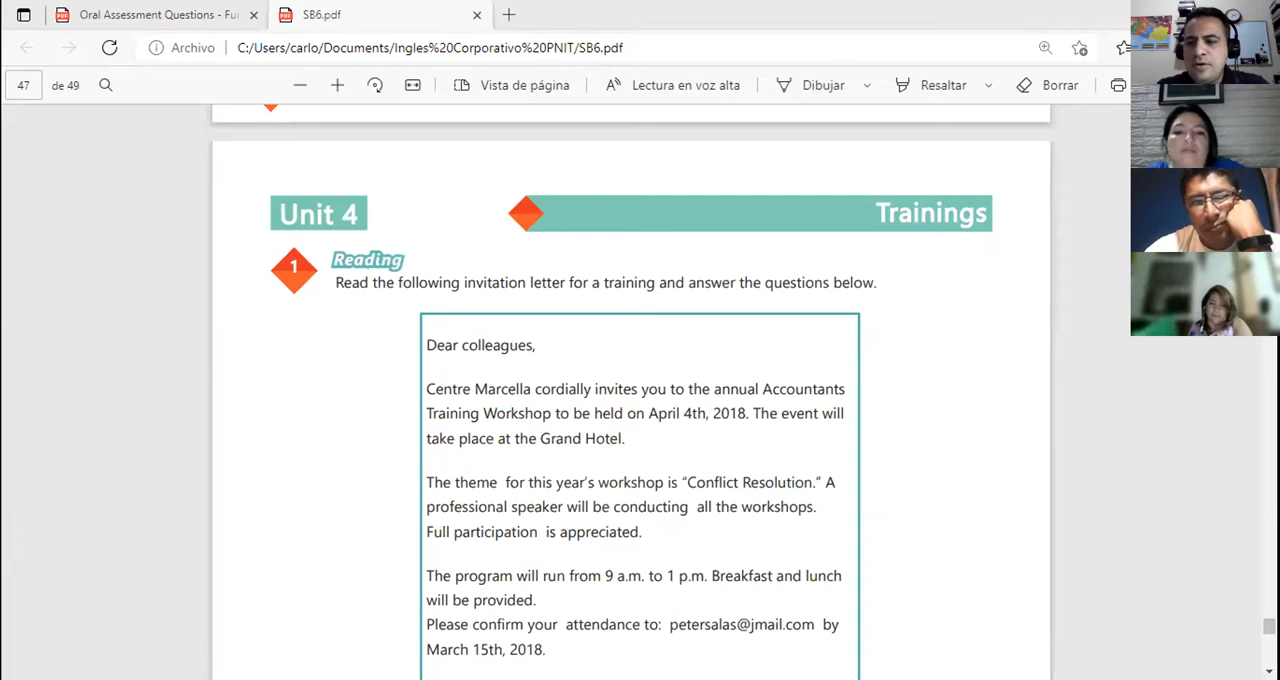 Oral Assessment Questions - Fu
SB6.pdf
Archivo
C:/Users/carlo/Documents/Ingles%20Corporativo%20PNIT/SB6.pdf
47
de 49
Vista de página
Lectura en voz alta
Dibujar
Resaltar
Borrar
Unit 4
Trainings
1
Reading
Read the following invitation letter for a training and answer the questions below.
Dear colleagues,
Centre Marcella cordially invites you to the annual Accountants
Training Workshop to be held on April 4th, 2018. The event will
take place at the Grand Hotel.
The theme for this year's workshop is “Conflict Resolution.” A
professional speaker will be conducting all the workshops.
Full participation is appreciated.
The program will run from 9 a.m. to 1 p.m. Breakfast and lunch
will be provided.
Please confirm your attendance to: petersalas@jmail.com by
March 15th, 2018.